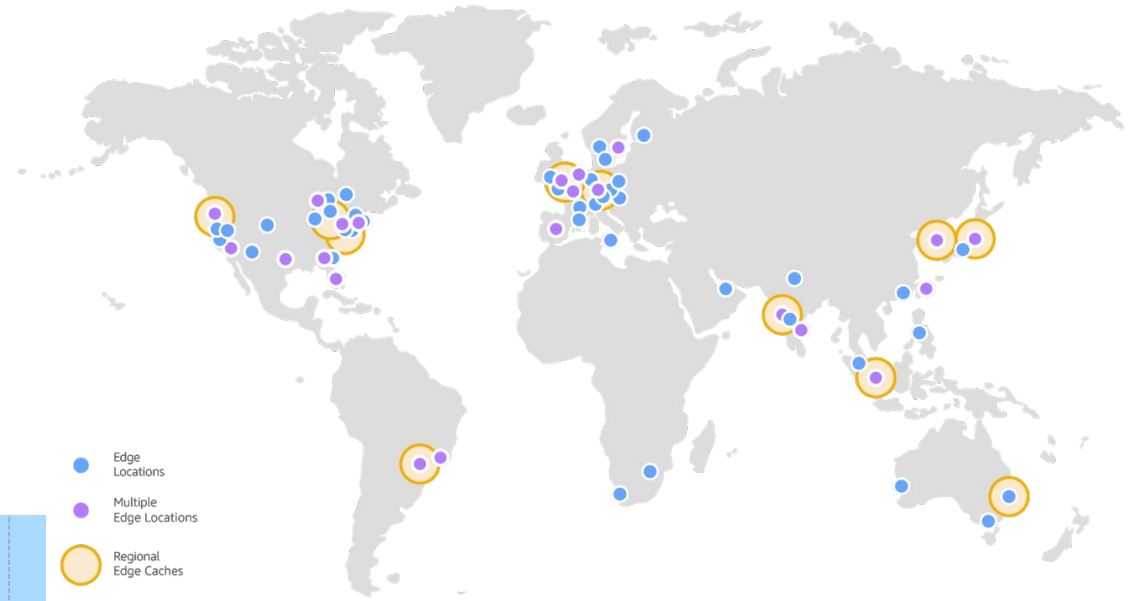 Edge
Locations
Multiple
Edge Locations
Regional
Edge Caches